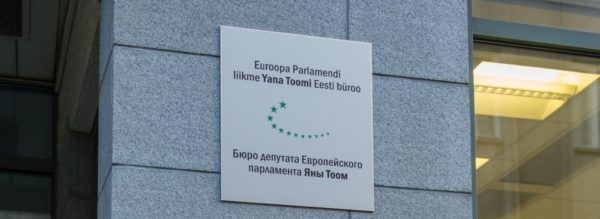 Euroopa Parlamendi
liikme Yana Toomi Eesti büroo
Бюро депутата Европейского
парламента Яны Тоом